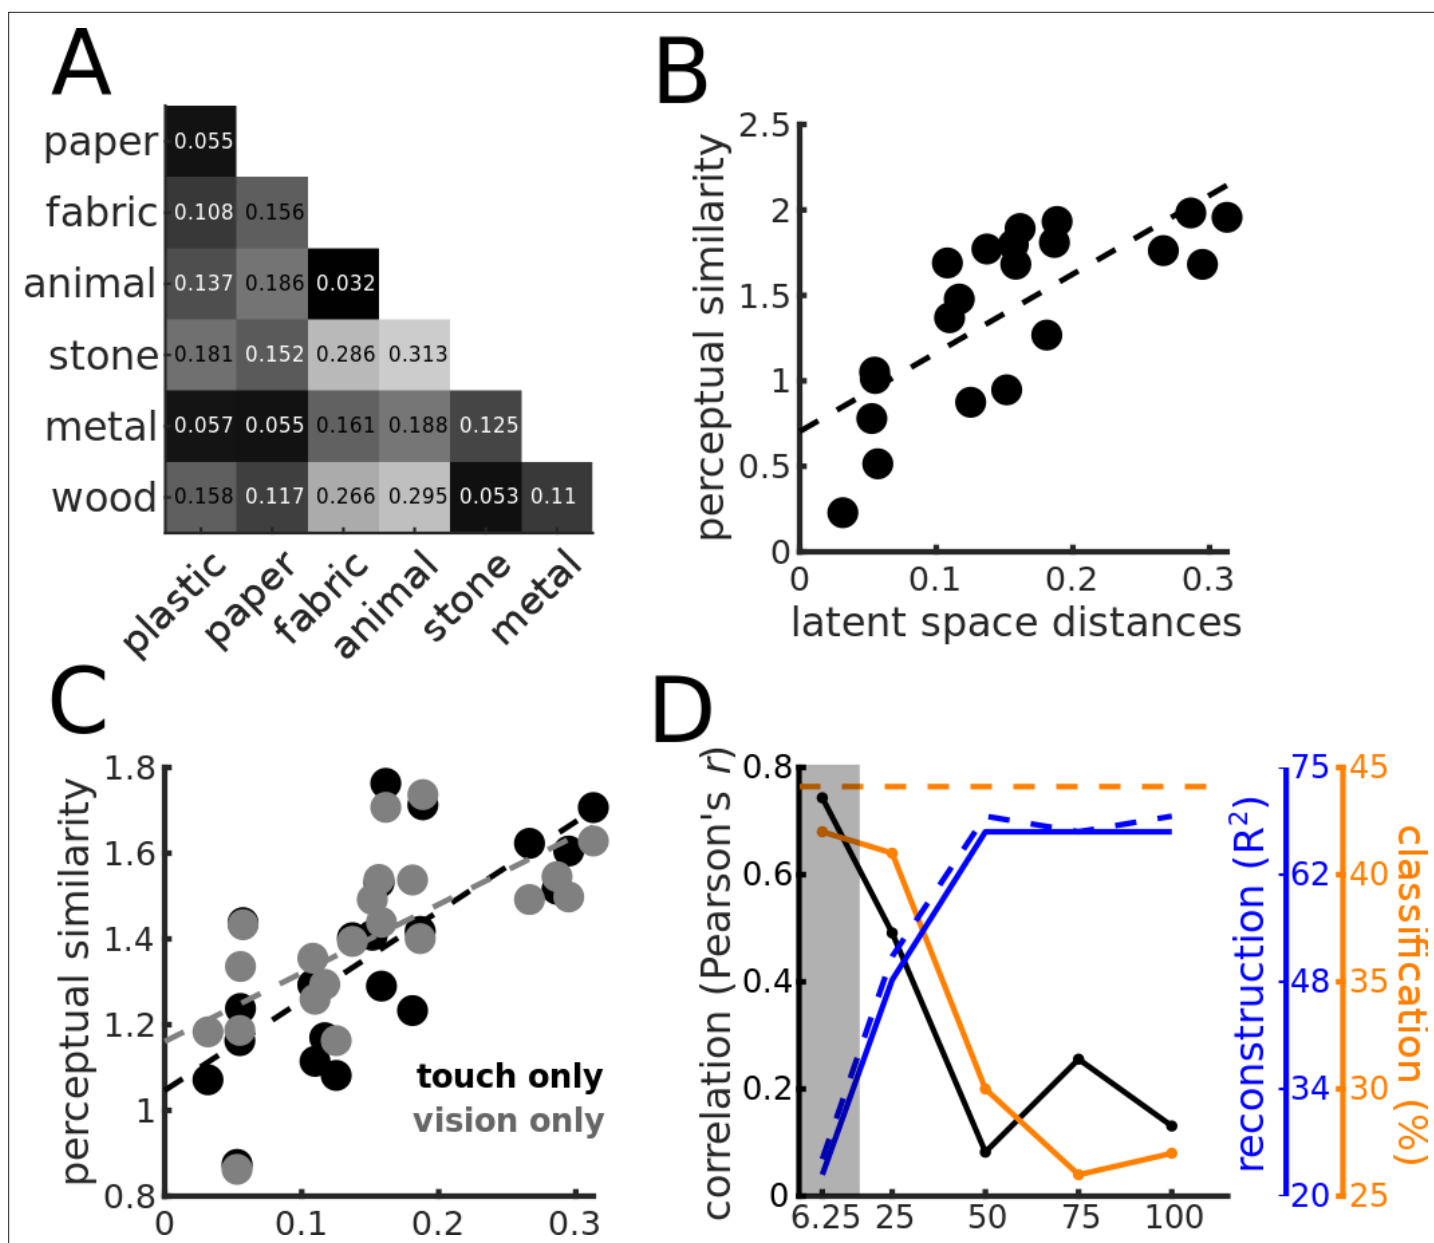 A
paper 0.055
fabric 0.108 0.156
animal 0.137 0.186 0.032
stone 0.181 0.152 0.286 0.313
metal 0.057 0.055 0.161 0.188 0.125
wood 0.158 0.117 0.266 0.295 0.053 0.11
plastic paper fabric animal stone metal
B
perceptual similarity
2.5
2
1.5
1
0.5
0
0 0.1 0.2 0.3
latent space distances
C
perceptual similarity
1.8
1.6
1.4
1.2
1
0.8
0 0.1 0.2 0.3
touch only
vision only
D
correlation (Pearson's r)
0.8
0.6
0.4
0.2
0
6.25 25 50 75 100
reconstruction (R²)
75
62
48
34
20
classification (%)
45
40
35
30
25